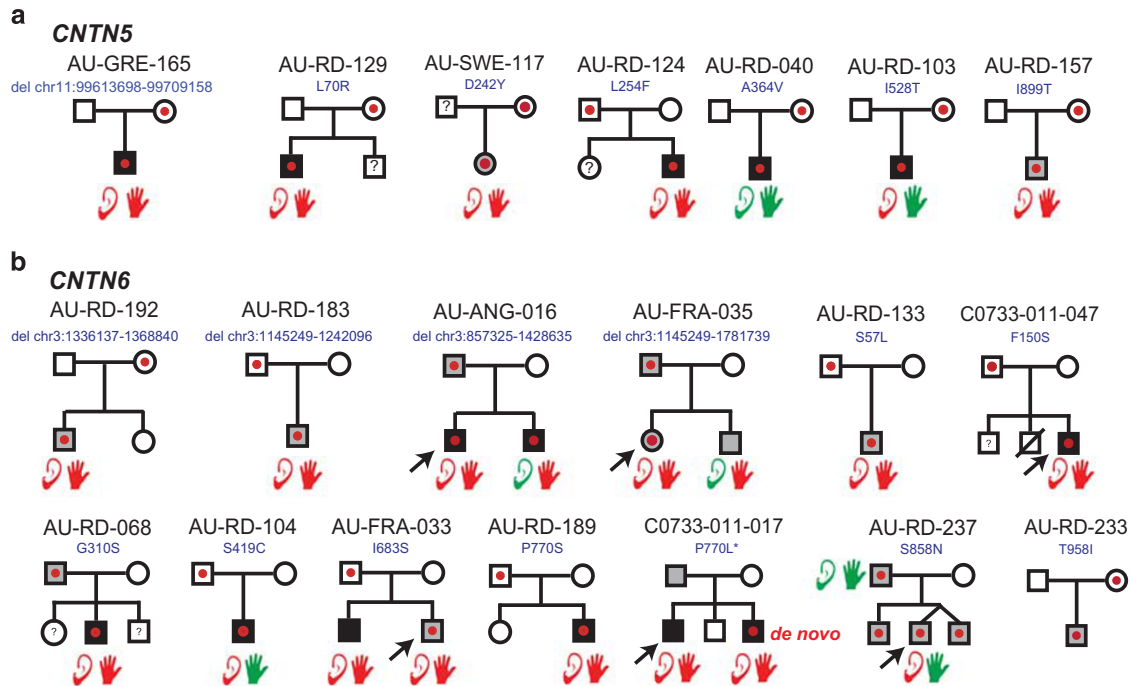 a
CNTN5
AU-GRE-165 AU-RD-129 AU-SWE-117 AU-RD-124 AU-RD-040 AU-RD-103 AU-RD-157
del chr11:99613698-99709158 L70R D242Y L254F A364V I528T I899T
?
? ?
b
CNTN6
AU-RD-192 AU-RD-183 AU-ANG-016 AU-FRA-035 AU-RD-133 C0733-011-047
del chr3:1336137-1368840 del chr3:1145249-1242096 del chr3:857325-1428635 del chr3:1145249-1781739 S57L F150S
?
AU-RD-068 AU-RD-104 AU-FRA-033 AU-RD-189 C0733-011-017 AU-RD-237 AU-RD-233
G310S S419C I683S P770S P770L* S858N T958I
? ? de novo